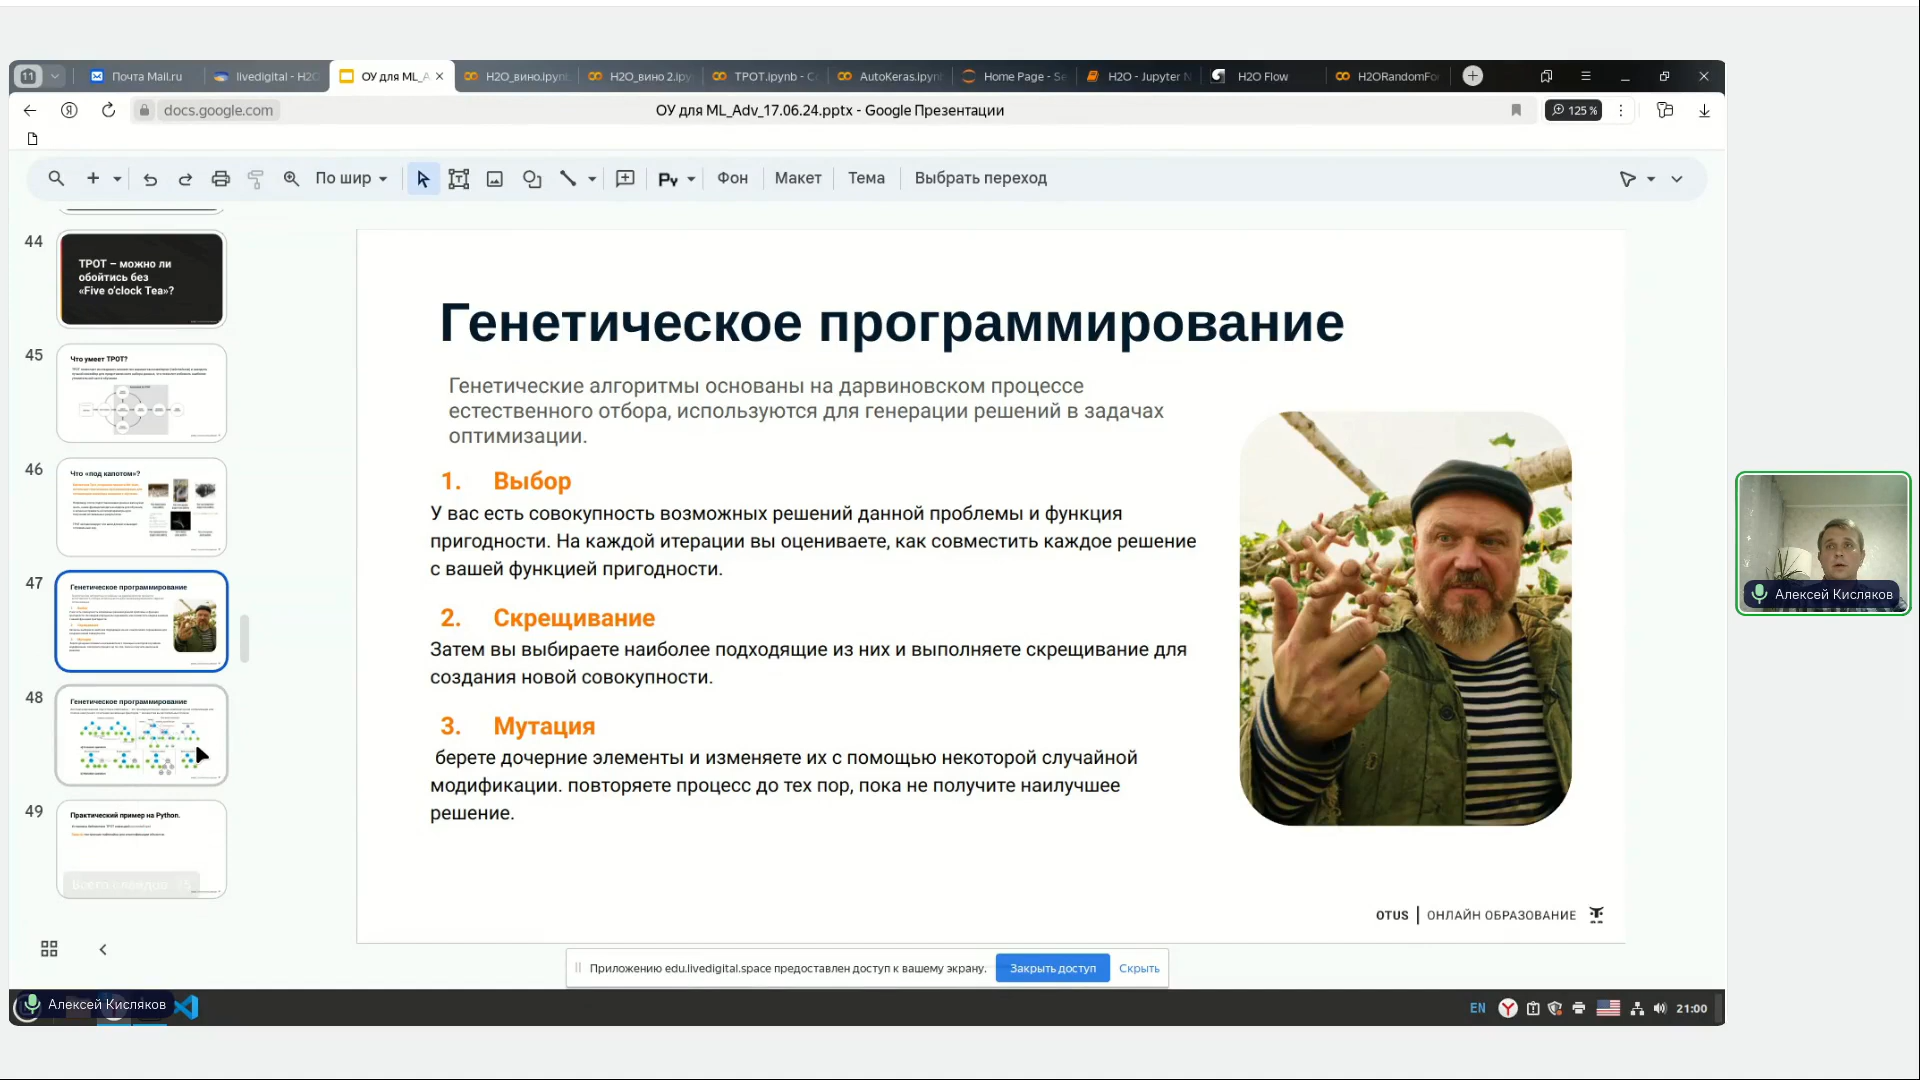 11
Почта Mail.ru
livedigital - H2O
ОУ для ML_A
H2O_вино.ipynb
H2O_вино 2.ipy
TPOT.ipynb - C
AutoKeras.ipyn
Home Page - Se
H2O - Jupyter N
H2O Flow
H2ORandomFo
docs.google.com
ОУ для ML_Adv_17.06.24.pptx - Google Презентации
125 %
По шир
Фон
Макет
Тема
Выбрать переход
44
ТРОТ – можно ли
обойтись без
«Five o'clock Tea»?
45
Что умеет ТРОТ?
46
Что «под капотом»?
47
Генетическое программирование
48
Генетическое программирование
49
Практический пример на Python.
Генетическое программирование
Генетические алгоритмы основаны на дарвиновском процессе
естественного отбора, используются для генерации решений в задачах
оптимизации.
1. Выбор
У вас есть совокупность возможных решений данной проблемы и функция
пригодности. На каждой итерации вы оцениваете, как совместить каждое решение
с вашей функцией пригодности.
2. Скрещивание
Затем вы выбираете наиболее подходящие из них и выполняете скрещивание для
создания новой совокупности.
3. Мутация
берете дочерние элементы и изменяете их с помощью некоторой случайной
модификации. повторяете процесс до тех пор, пока не получите наилучшее
решение.
OTUS | ОНЛАЙН ОБРАЗОВАНИЕ
Приложению edu.livedigital.space предоставлен доступ к вашему экрану.
Закрыть доступ
Скрыть
Алексей Кисляков
Алексей Кисляков
EN
21:00